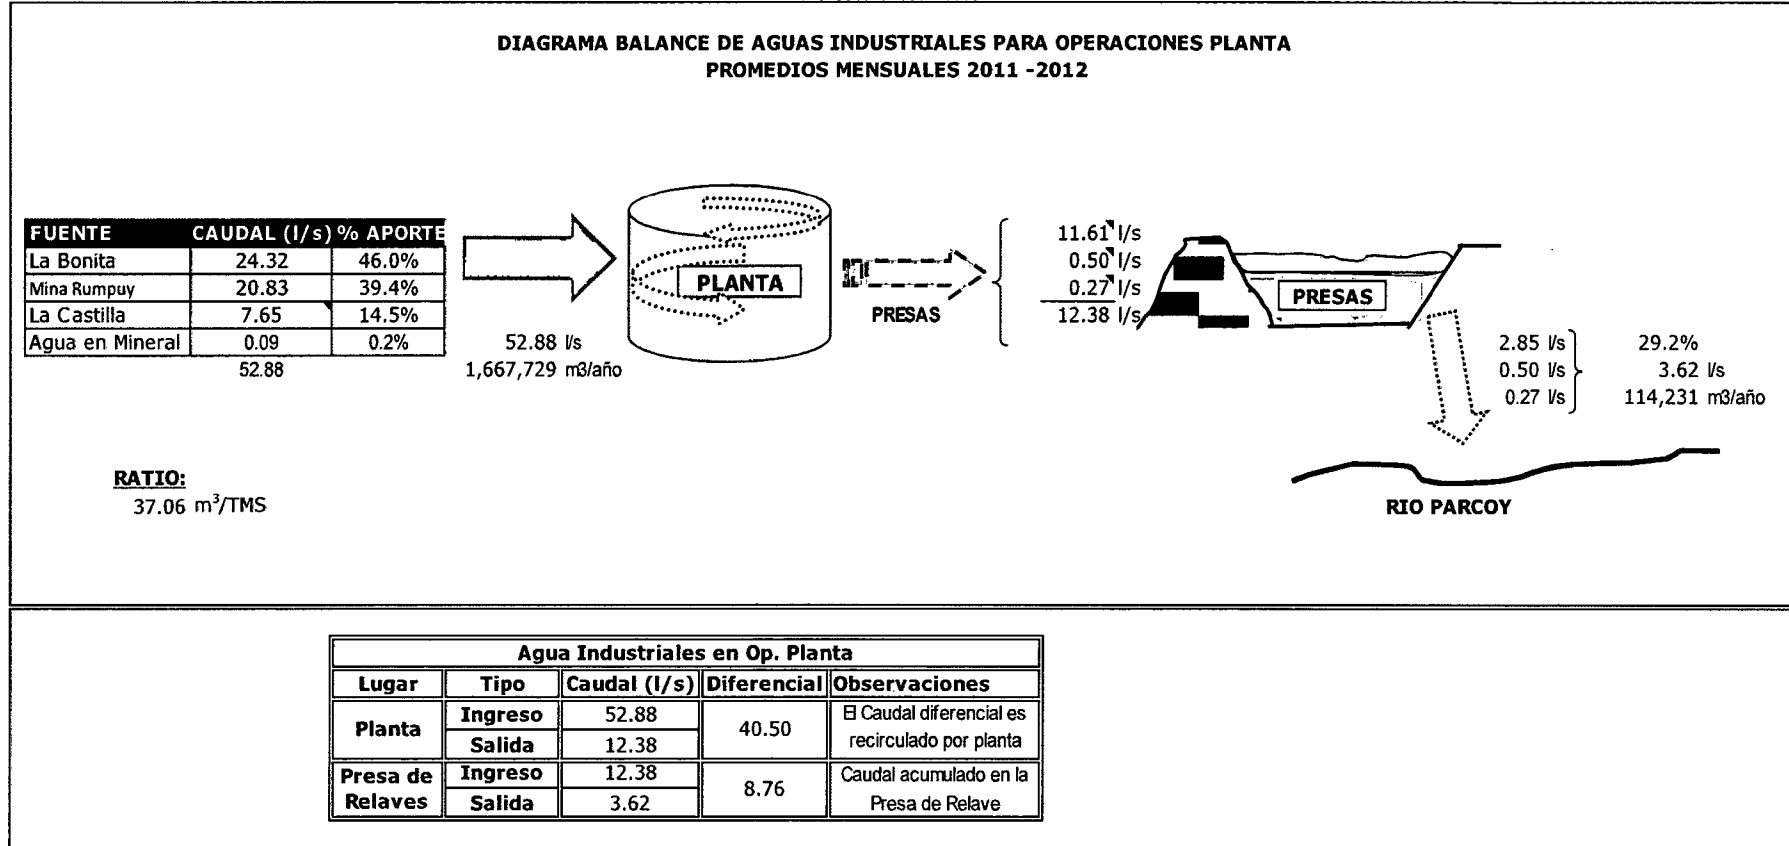 DIAGRAMA BALANCE DE AGUAS INDUSTRIALES PARA OPERACIONES PLANTA
PROMEDIOS MENSUALES 2011 -2012
FUENTE CAUDAL (l/s) % APORTE
La Bonita 24.32 46.0%
Mina Rumpuy 20.83 39.4%
La Castilla 7.65 14.5%
Agua en Mineral 0.09 0.2%
52.88
52.88 l/s
1,667,729 m3/año
PLANTA
PRESAS
11.61 l/s
0.50 l/s
0.27 l/s
12.38 l/s
PRESAS
2.85 l/s 29.2%
0.50 l/s 3.62 l/s
0.27 l/s 114,231 m3/año
RIO PARCOY
RATIO:
37.06 m³/TMS
Agua Industriales en Op. Planta
Lugar Tipo Caudal (l/s) Diferencial Observaciones
Planta Ingreso 52.88 40.50 El Caudal diferencial es
Salida 12.38 recirculado por planta
Presa de Ingreso 12.38 8.76 Caudal acumulado en la
Relaves Salida 3.62 Presa de Relave